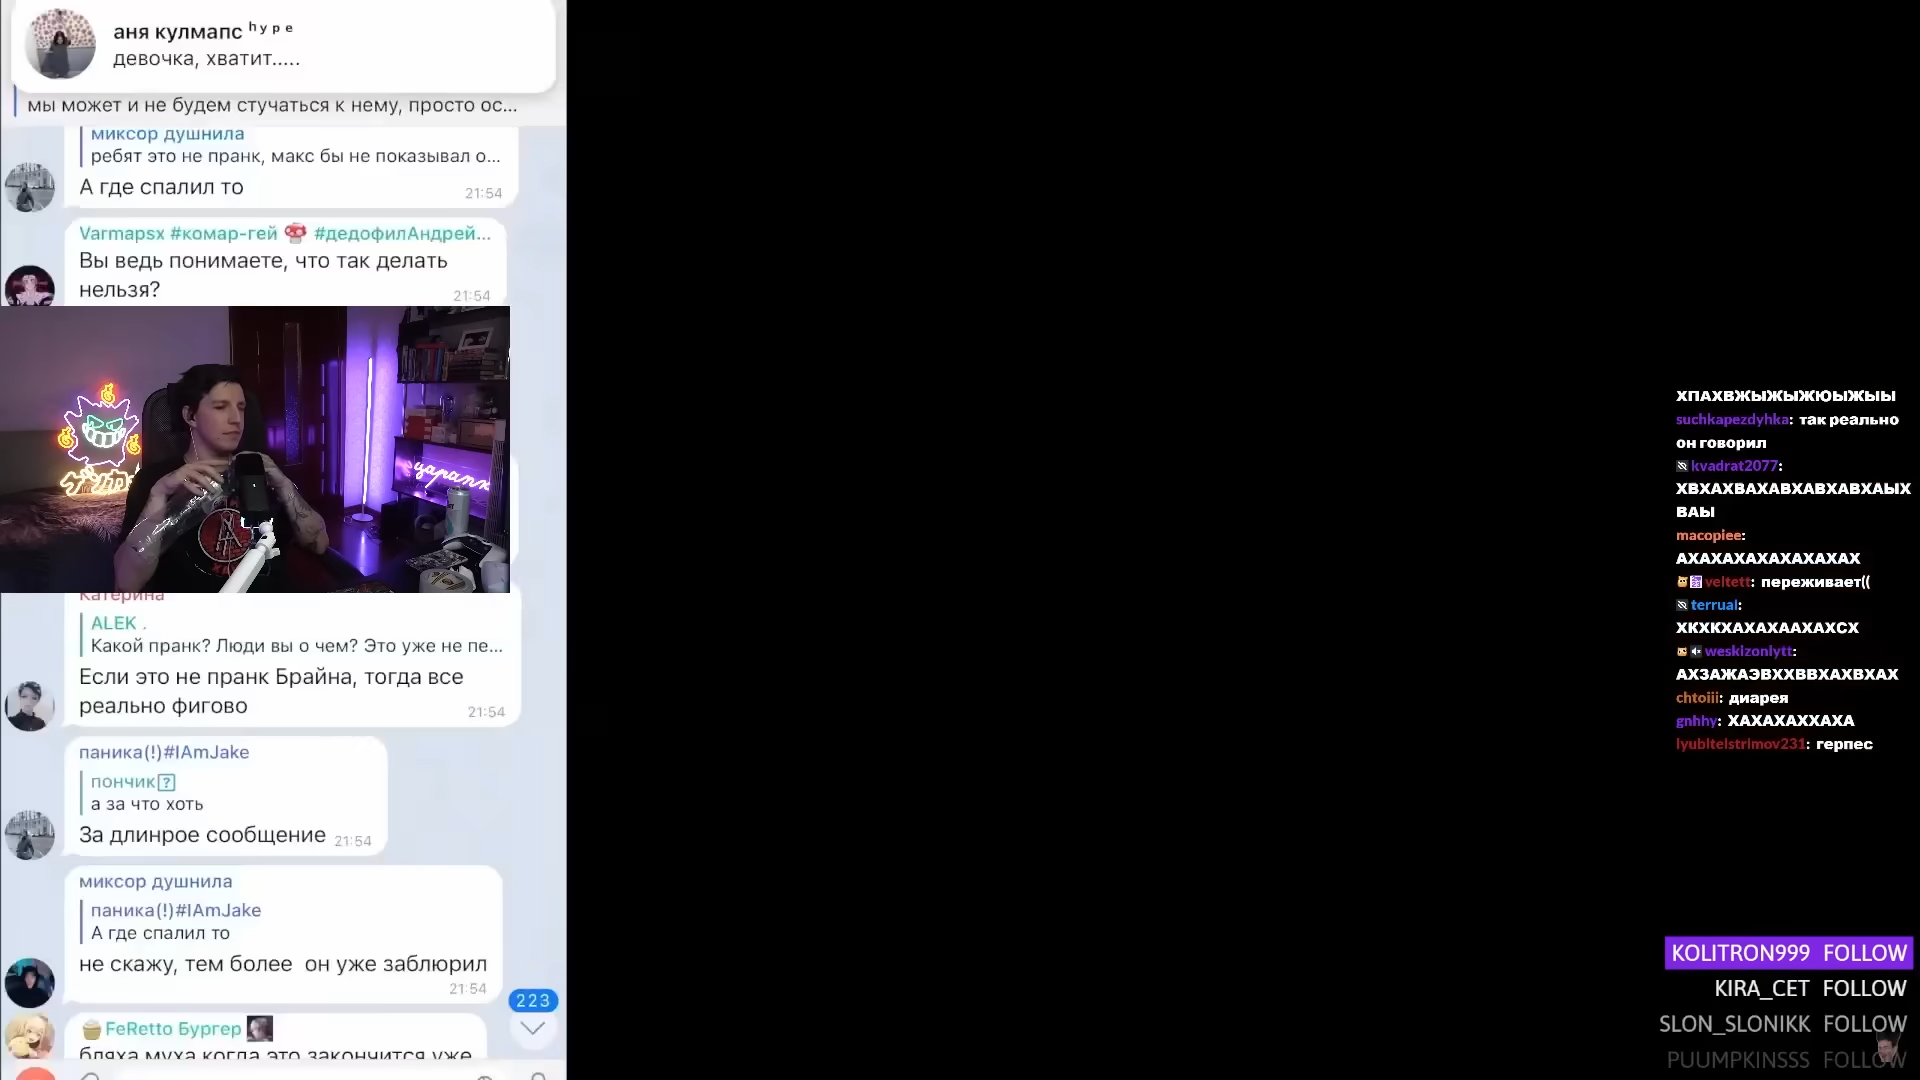 аня кулмапс ʰʸᵖᵉ
девочка, хватит.....
мы может и не будем стучаться к нему, просто ос...
миксор душнила
ребят это не пранк, макс бы не показывал о...
А где спалил то
21:54
Varmapsx #комар-гей 🍄 #дедофилАндрей...
Вы ведь понимаете, что так делать
нельзя?
21:54
царапк
Катерина
ALEK .
Какой пранк? Люди вы о чем? Это уже не пе...
Если это не пранк Брайна, тогда все
реально фигово
21:54
паника(!)#IAmJake
пончик
а за что хоть
За длинрое сообщение 21:54
миксор душнила
паника(!)#IAmJake
А где спалил то
не скажу, тем более он уже заблюрил
21:54
223
FeRetto Бургер
бляха муха когда это закончится уже
ХПАХВЖЫЖЫЖЮЫЖЫЫ
suchkapezdyhka: так реально
он говорил
kvadrat2077:
ХВХАХВАХАВХАВХАВХАЫХ
ВАЫ
macopiee:
АХАХАХАХАХАХАХАХ
veltett: переживает((
terrual:
ХКХКХАХАХААХАХСХ
weskizonlytt:
АХЗАЖАЭВХХВВХАХВХАХ
chtoiii: диарея
gnhhy: ХАХАХАХХАХА
lyubitelstrimov231: герпес
KOLITRON999 FOLLOW
KIRA_CET FOLLOW
SLON_SLONIKK FOLLOW
PUUMPKINSSS FOLLOW